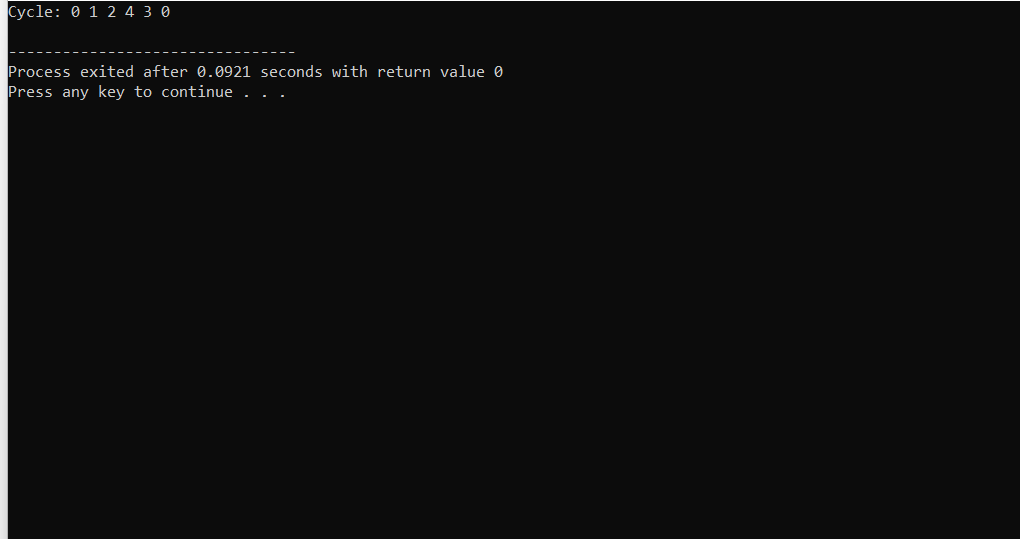 Cycle: 0 1 2 4 3 0
--------------------------------
Process exited after 0.0921 seconds with return value 0
Press any key to continue . . .